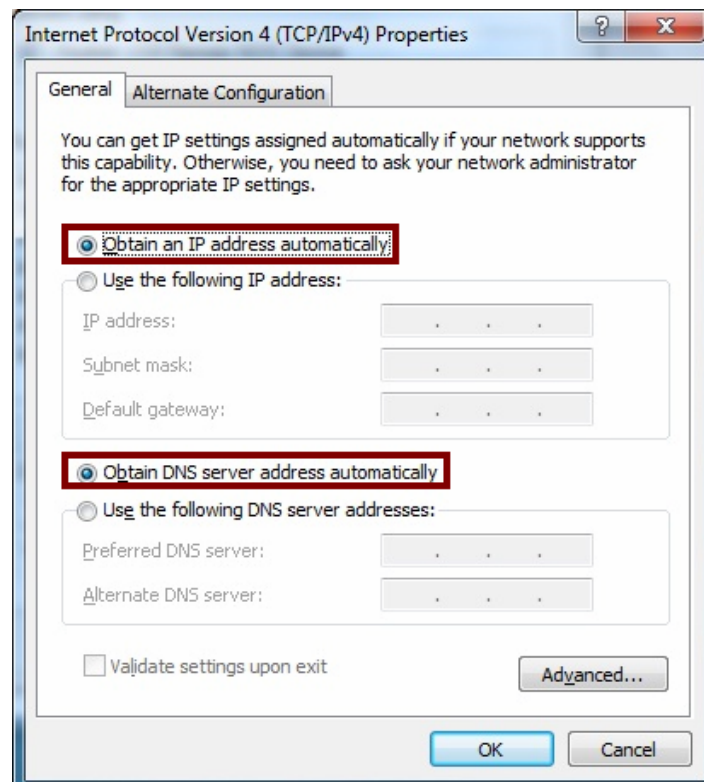 Internet Protocol Version 4 (TCP/IPv4) Properties
?
X
General
Alternate Configuration
You can get IP settings assigned automatically if your network supports
this capability. Otherwise, you need to ask your network administrator
for the appropriate IP settings.
Obtain an IP address automatically
Use the following IP address:
IP address:
. . .
Subnet mask:
. . .
Default gateway:
. . .
Obtain DNS server address automatically
Use the following DNS server addresses:
Preferred DNS server:
. . .
Alternate DNS server:
. . .
Validate settings upon exit
Advanced...
OK
Cancel